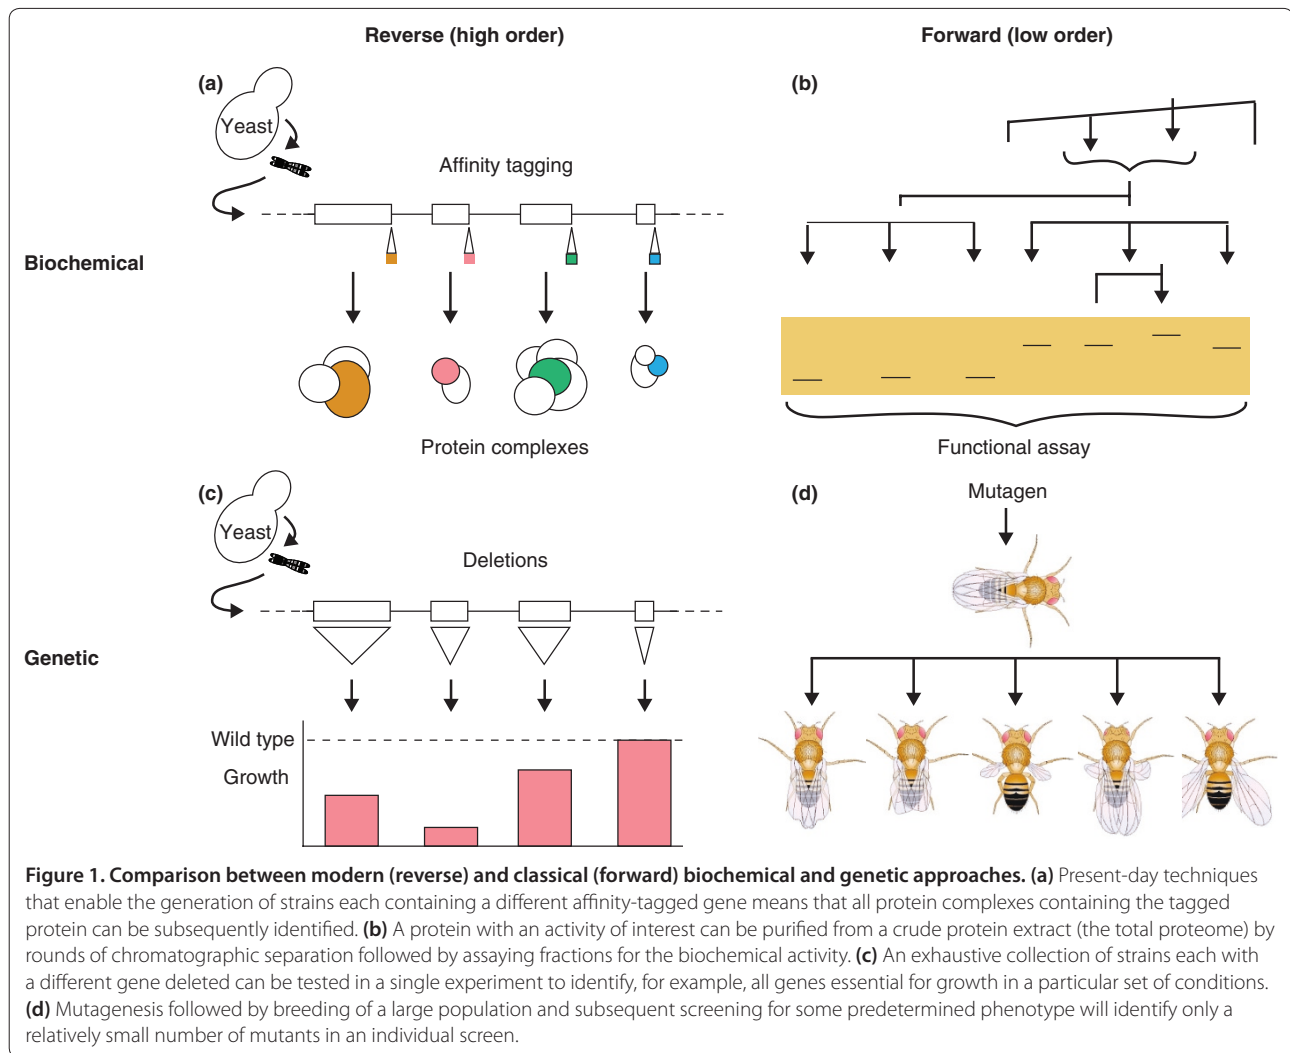 Reverse (high order)
Forward (low order)
(a)
(b)
Yeast
Affinity tagging
Biochemical
Protein complexes
Functional assay
(c)
(d)
Mutagen
Yeast
Deletions
Genetic
Wild type
Growth
Figure 1. Comparison between modern (reverse) and classical (forward) biochemical and genetic approaches. (a) Present-day techniques
that enable the generation of strains each containing a different affinity-tagged gene means that all protein complexes containing the tagged
protein can be subsequently identified. (b) A protein with an activity of interest can be purified from a crude protein extract (the total proteome) by
rounds of chromatographic separation followed by assaying fractions for the biochemical activity. (c) An exhaustive collection of strains each with
a different gene deleted can be tested in a single experiment to identify, for example, all genes essential for growth in a particular set of conditions.
(d) Mutagenesis followed by breeding of a large population and subsequent screening for some predetermined phenotype will identify only a
relatively small number of mutants in an individual screen.